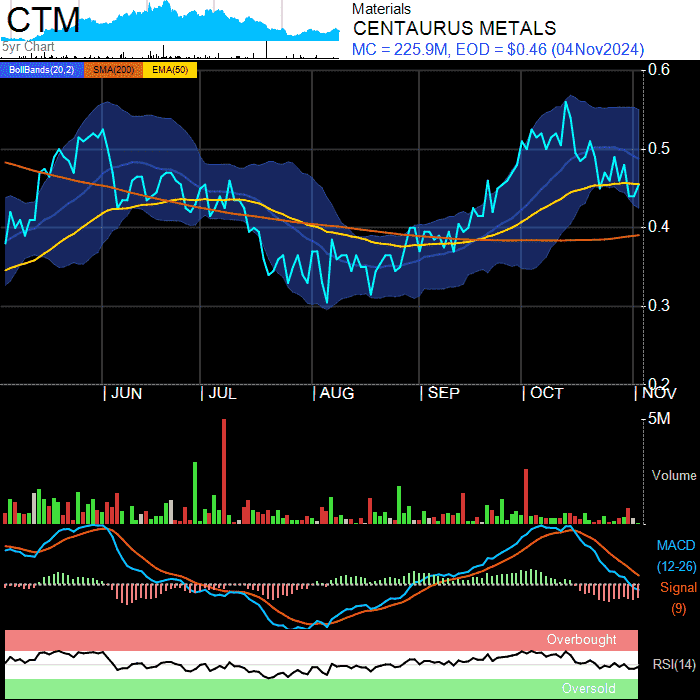 CTM
5yr Chart
Materials
CENTAURUS METALS
MC = 225.9M, EOD = $0.46 (04Nov2024)
BollBands(20,2) SMA(200) EMA(50)
0.6
0.5
0.4
0.3
0.2
JUN JUL AUG SEP OCT NOV
5M
Volume
MACD
(12-26)
Signal
(9)
Overbought
RSI(14)
Oversold